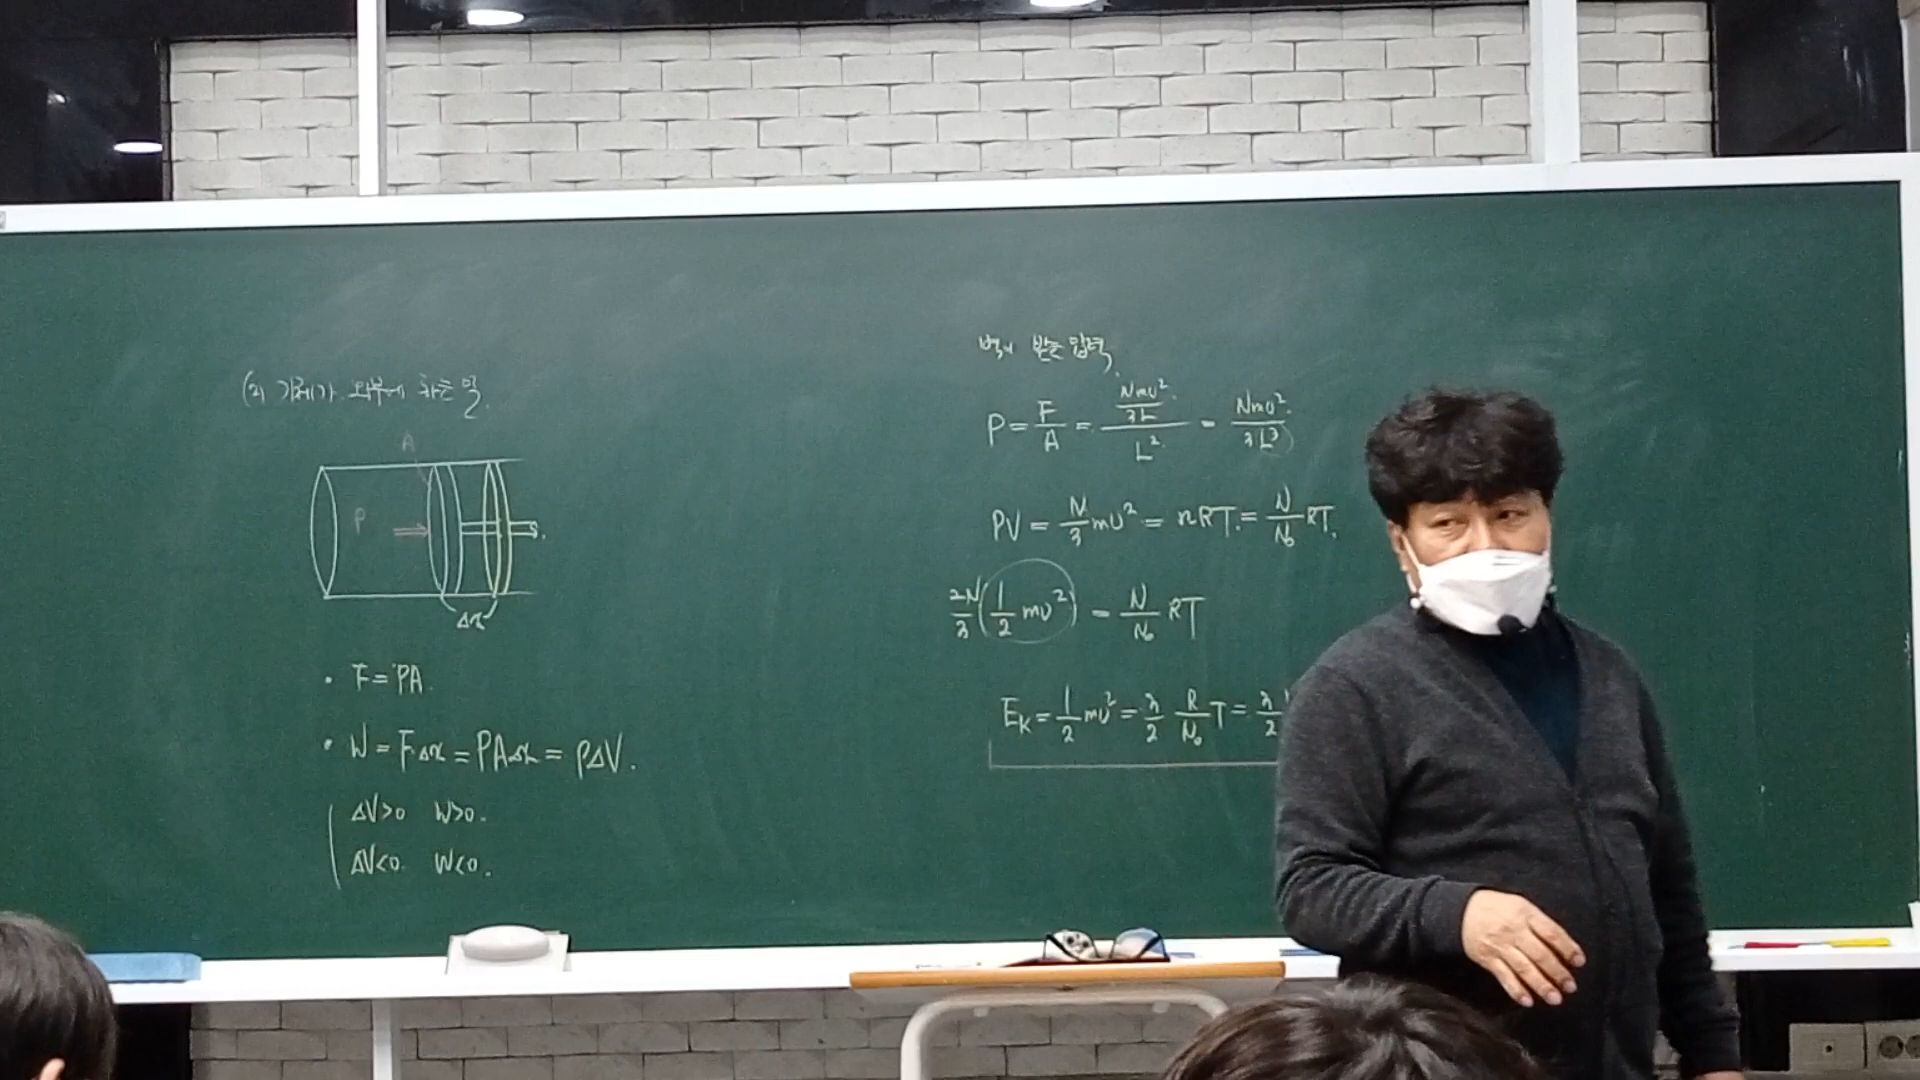 (2) 기체가 외부에 하는 일.
A
P
Δx
· F = PA.
· W = FΔx = PAΔx = PΔV.
ΔV>0 W>0.
ΔV<0. W<0.
벽이 받는 압력.
P = F/A = (Nmv²/3L)/L² = Nmv²/3L³
PV = N/3 mv² = nRT. = N/N₀ RT.
2N/3 (1/2 mv²) = N/N₀ RT
E_K = 1/2 mv² = 3/2 R/N₀ T = 3/2